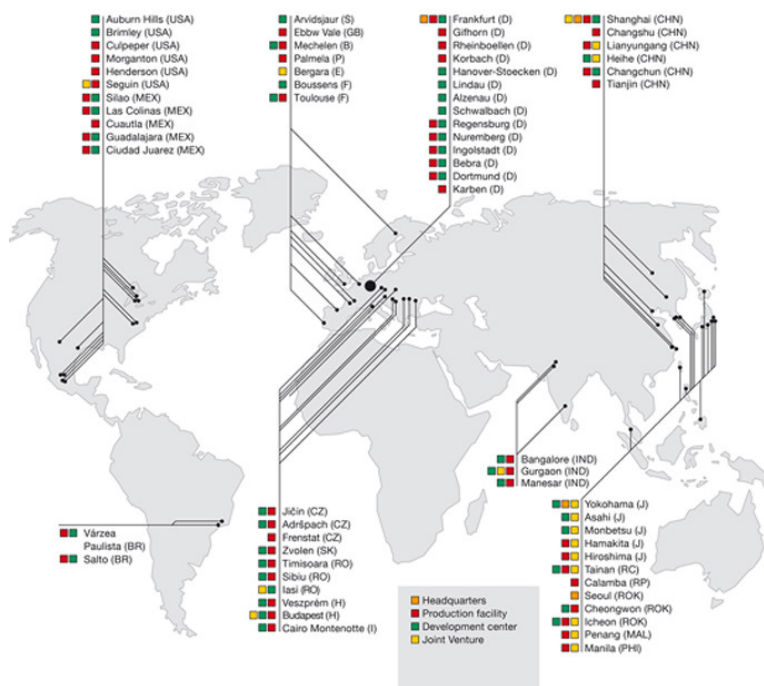 Auburn Hills (USA)
Brimley (USA)
Culpeper (USA)
Morganton (USA)
Henderson (USA)
Seguin (USA)
Silao (MEX)
Las Colinas (MEX)
Cuautla (MEX)
Guadalajara (MEX)
Ciudad Juarez (MEX)
Arvidsjaur (S)
Ebbw Vale (GB)
Mechelen (B)
Palmela (P)
Bergara (E)
Boussens (F)
Toulouse (F)
Frankfurt (D)
Gifhorn (D)
Rheinboellen (D)
Korbach (D)
Hanover-Stoecken (D)
Lindau (D)
Alzenau (D)
Schwalbach (D)
Regensburg (D)
Nuremberg (D)
Ingolstadt (D)
Bebra (D)
Dortmund (D)
Karben (D)
Shanghai (CHN)
Changshu (CHN)
Lianyungang (CHN)
Heihe (CHN)
Changchun (CHN)
Tianjin (CHN)
Várzea
Paulista (BR)
Salto (BR)
Jičín (CZ)
Adršpach (CZ)
Frenstat (CZ)
Zvolen (SK)
Timisoara (RO)
Sibiu (RO)
Iasi (RO)
Veszprém (H)
Budapest (H)
Cairo Montenotte (I)
Bangalore (IND)
Gurgaon (IND)
Manesar (IND)
Yokohama (J)
Asahi (J)
Monbetsu (J)
Hamakita (J)
Hiroshima (J)
Tainan (RC)
Calamba (RP)
Seoul (ROK)
Cheongwon (ROK)
Icheon (ROK)
Penang (MAL)
Manila (PHI)
Headquarters
Production facility
Development center
Joint Venture